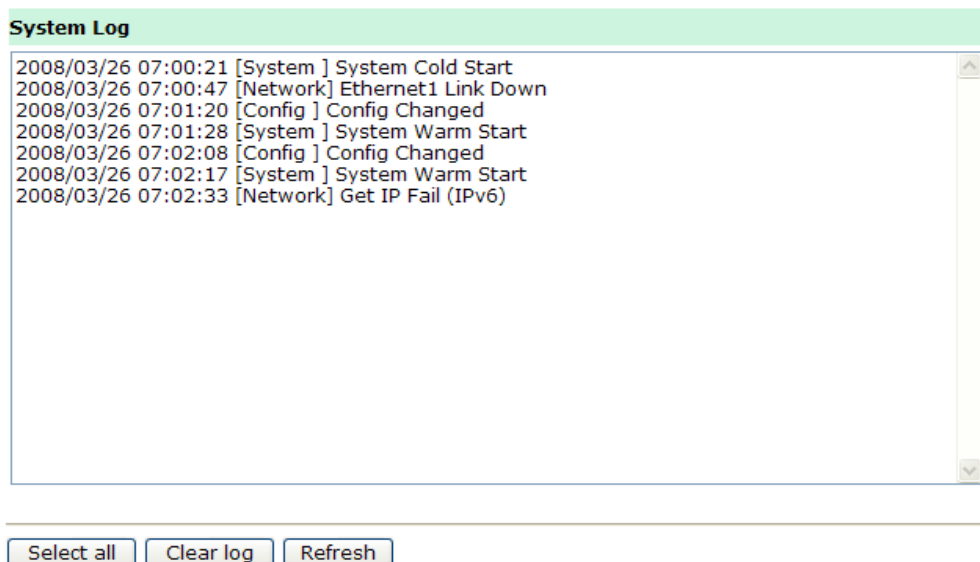 System Log
2008/03/26 07:00:21 [System ] System Cold Start
2008/03/26 07:00:47 [Network] Ethernet1 Link Down
2008/03/26 07:01:20 [Config ] Config Changed
2008/03/26 07:01:28 [System ] System Warm Start
2008/03/26 07:02:08 [Config ] Config Changed
2008/03/26 07:02:17 [System ] System Warm Start
2008/03/26 07:02:33 [Network] Get IP Fail (IPv6)
Select all Clear log Refresh